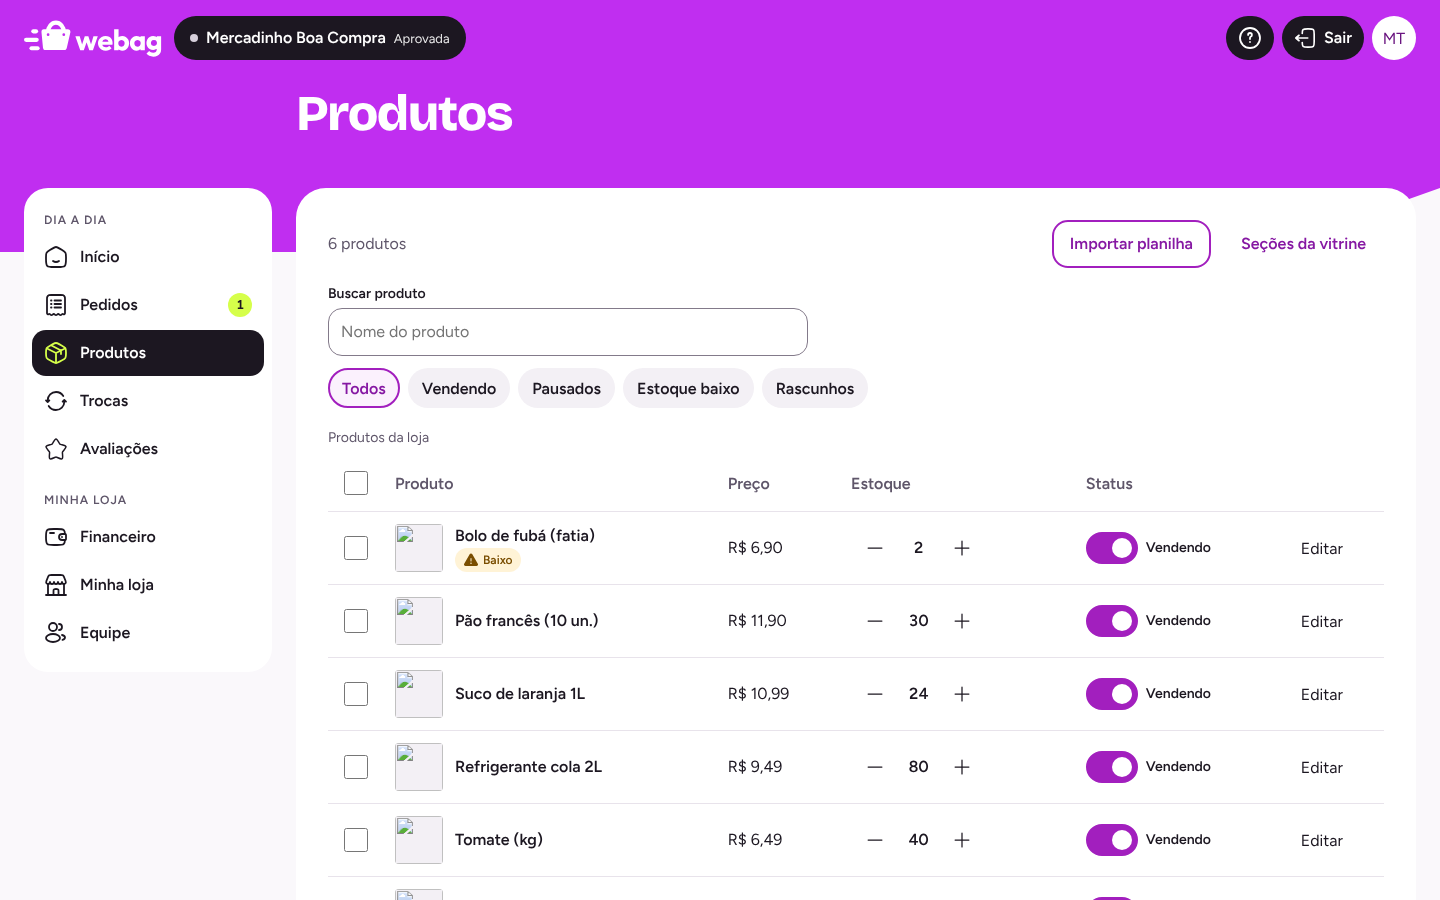 webag
Mercadinho Boa Compra Aprovada
Sair
MT
Produtos
DIA A DIA
Início
Pedidos 1
Produtos
Trocas
Avaliações
MINHA LOJA
Financeiro
Minha loja
Equipe
6 produtos
Importar planilha
Seções da vitrine
Buscar produto
Nome do produto
Todos Vendendo Pausados Estoque baixo Rascunhos
Produtos da loja
Produto Preço Estoque Status
Bolo de fubá (fatia) R$ 6,90 2 Vendendo Editar
Baixo
Pão francês (10 un.) R$ 11,90 30 Vendendo Editar
Suco de laranja 1L R$ 10,99 24 Vendendo Editar
Refrigerante cola 2L R$ 9,49 80 Vendendo Editar
Tomate (kg) R$ 6,49 40 Vendendo Editar